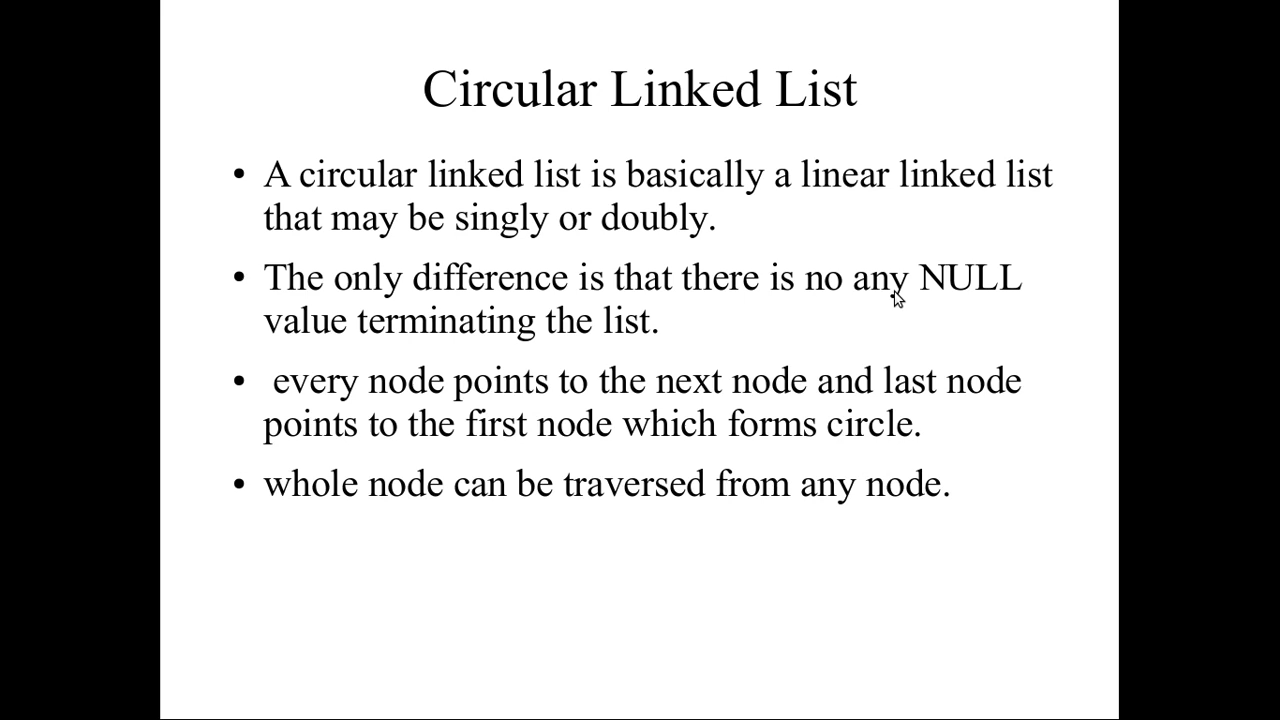 Circular Linked List
• A circular linked list is basically a linear linked list
that may be singly or doubly.
• The only difference is that there is no any NULL
value terminating the list.
• every node points to the next node and last node
points to the first node which forms circle.
• whole node can be traversed from any node.